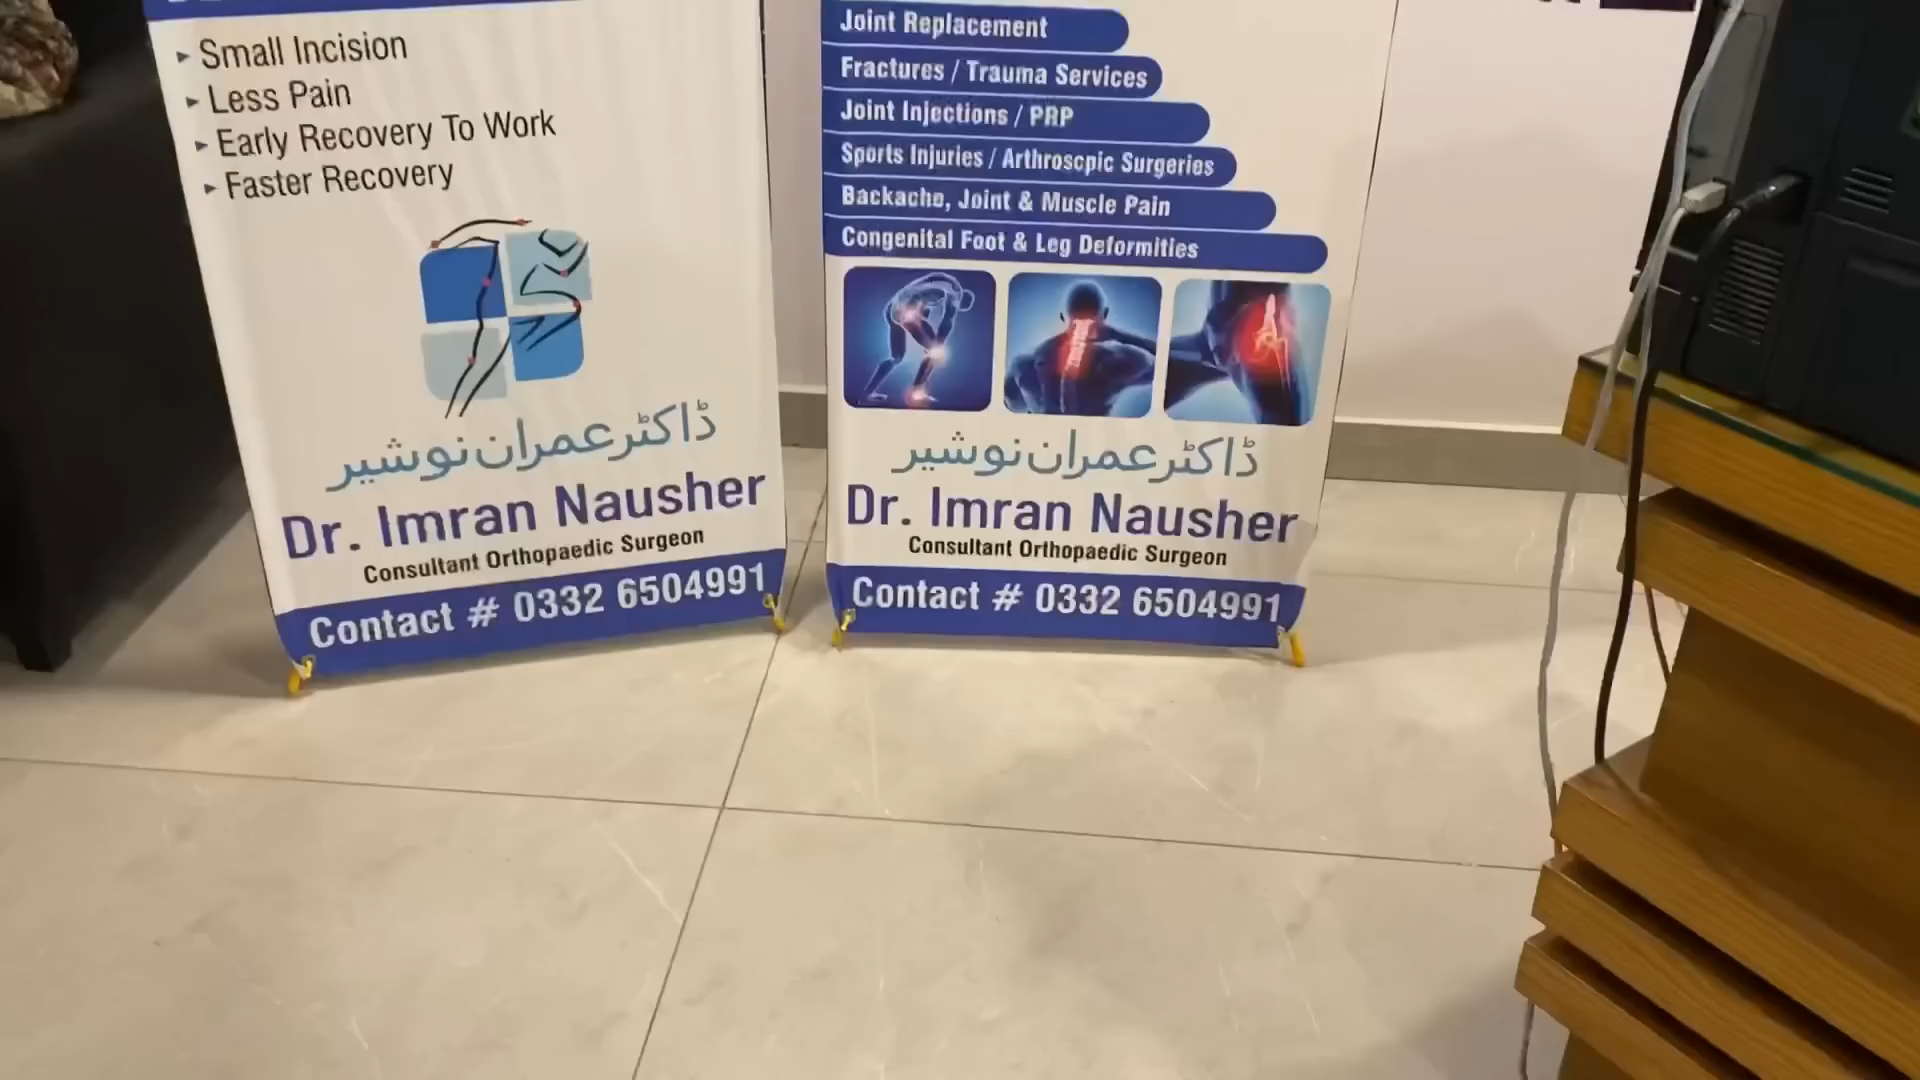 ▸ Small Incision
▸ Less Pain
▸ Early Recovery To Work
▸ Faster Recovery
ڈاکٹر عمران نوشیر
Dr. Imran Nausher
Consultant Orthopaedic Surgeon
Contact # 0332 6504991
Joint Replacement
Fractures / Trauma Services
Joint Injections / PRP
Sports Injuries / Arthroscpic Surgeries
Backache, Joint & Muscle Pain
Congenital Foot & Leg Deformities
ڈاکٹر عمران نوشیر
Dr. Imran Nausher
Consultant Orthopaedic Surgeon
Contact # 0332 6504991